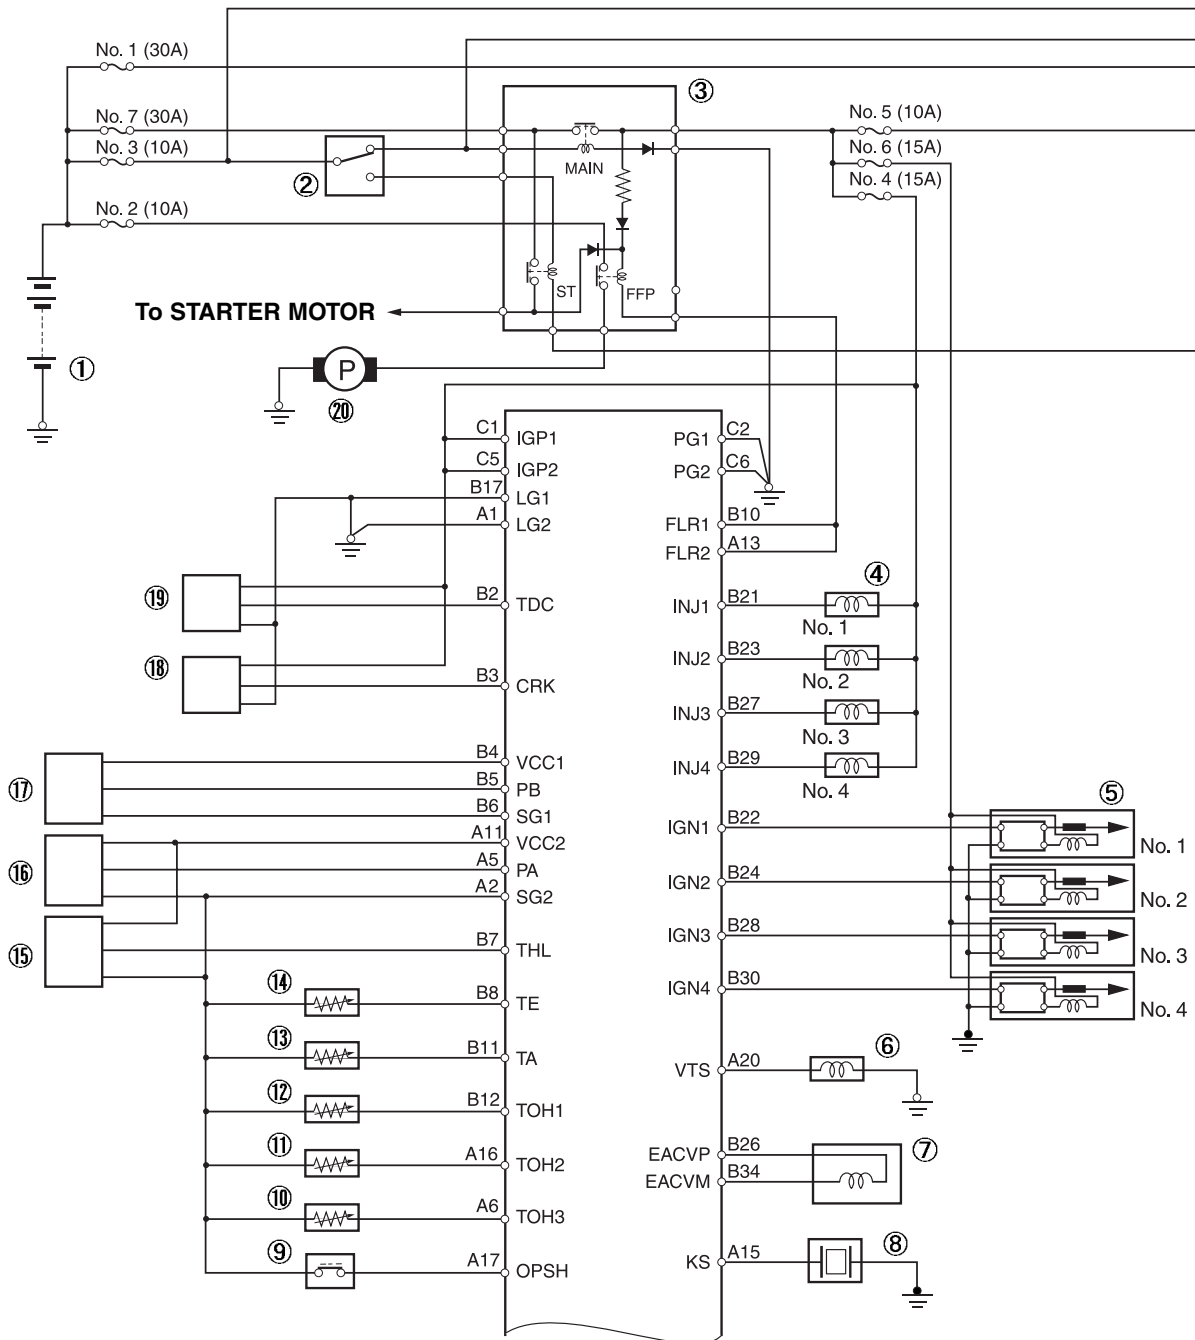 No. 1 (30A)
③
No. 7 (30A)
No. 5 (10A)
No. 3 (10A)
No. 6 (15A)
MAIN
②
No. 4 (15A)
No. 2 (10A)
ST
FFP
To STARTER MOTOR
①
P
⑳
C1
IGP1
PG1
C2
C5
IGP2
PG2
C6
B17
LG1
A1
LG2
FLR1
B10
FLR2
A13
④
⑲
B2
TDC
INJ1
B21
No. 1
⑱
INJ2
B23
No. 2
B3
CRK
INJ3
B27
No. 3
B4
VCC1
INJ4
B29
No. 4
⑰
B5
PB
⑤
B6
SG1
IGN1
B22
No. 1
A11
VCC2
⑯
A5
PA
IGN2
B24
No. 2
A2
SG2
IGN3
B28
No. 3
⑮
B7
THL
⑭
B8
TE
IGN4
B30
No. 4
⑬
B11
TA
VTS
A20
⑥
⑫
B12
TOH1
⑪
A16
TOH2
EACVP
B26
⑦
EACVM
B34
⑩
A6
TOH3
⑨
A17
OPSH
KS
A15
⑧